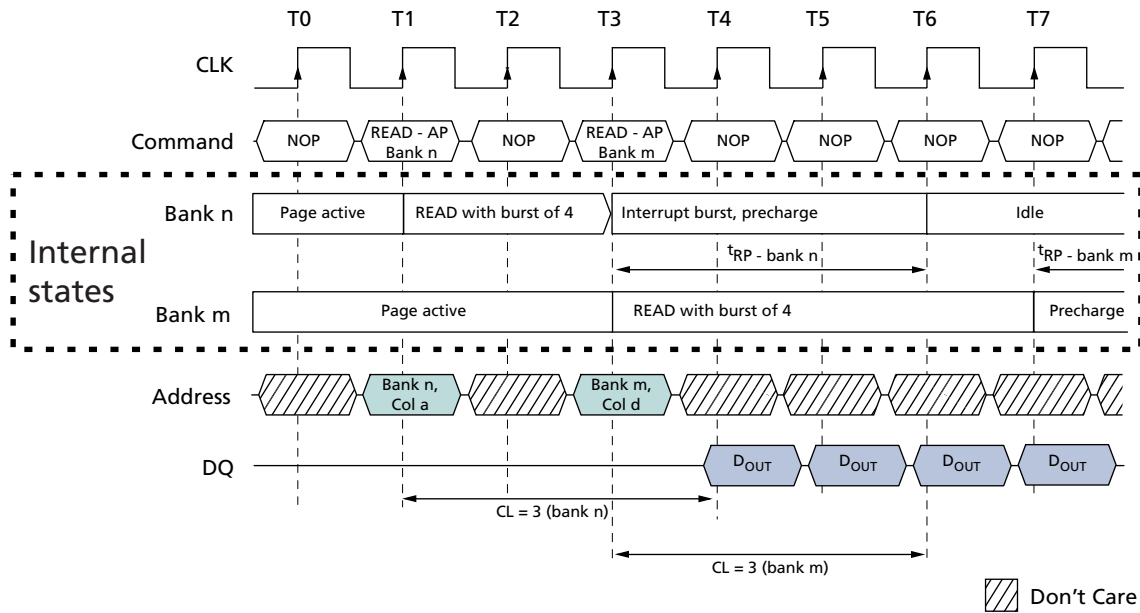 T0 T1 T2 T3 T4 T5 T6 T7
CLK
Command NOP READ - AP Bank n NOP READ - AP Bank m NOP NOP NOP NOP
Bank n Page active READ with burst of 4 Interrupt burst, precharge Idle
tRP - bank n tRP - bank m
Internal
states
Bank m Page active READ with burst of 4 Precharge
Address Bank n, Col a Bank m, Col d
DQ DOUT DOUT DOUT DOUT
CL = 3 (bank n)
CL = 3 (bank m)
Don't Care